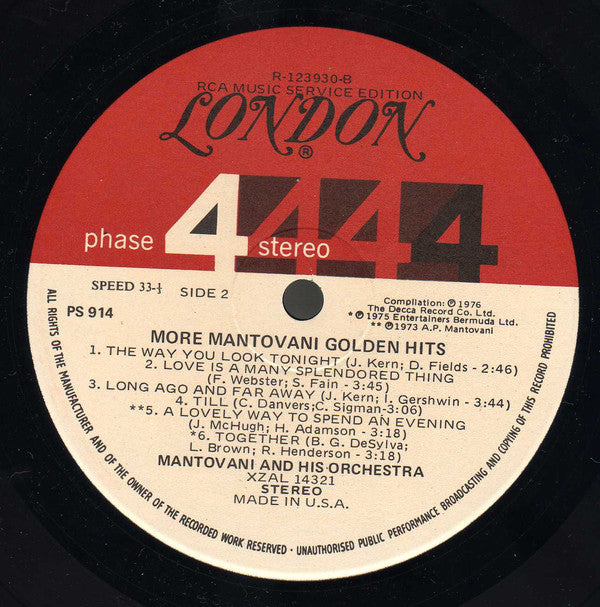 R-123930-B
RCA MUSIC SERVICE EDITION
LONDON
®
phase 4 stereo 4 4 4
SPEED 33-⅓ SIDE 2
PS 914
Compilation: ℗ 1976
The Decca Record Co. Ltd.
* ℗ 1975 Entertainers Bermuda Ltd.
** ℗ 1973 A.P. Mantovani
MORE MANTOVANI GOLDEN HITS
1. THE WAY YOU LOOK TONIGHT (J. Kern; D. Fields - 2:46)
2. LOVE IS A MANY SPLENDORED THING
(F. Webster; S. Fain - 3:45)
3. LONG AGO AND FAR AWAY (J. Kern; I. Gershwin - 3:44)
4. TILL (C. Danvers; C. Sigman-3:06)
**5. A LOVELY WAY TO SPEND AN EVENING
(J. McHugh; H. Adamson - 3:18)
*6. TOGETHER (B. G. DeSylva;
L. Brown; R. Henderson - 3:18)
MANTOVANI AND HIS ORCHESTRA
XZAL 14321
STEREO
MADE IN U.S.A.
ALL RIGHTS OF THE MANUFACTURER AND OF THE OWNER OF THE RECORDED WORK RESERVED • UNAUTHORISED PUBLIC PERFORMANCE BROADCASTING AND COPYING OF THIS RECORD PROHIBITED